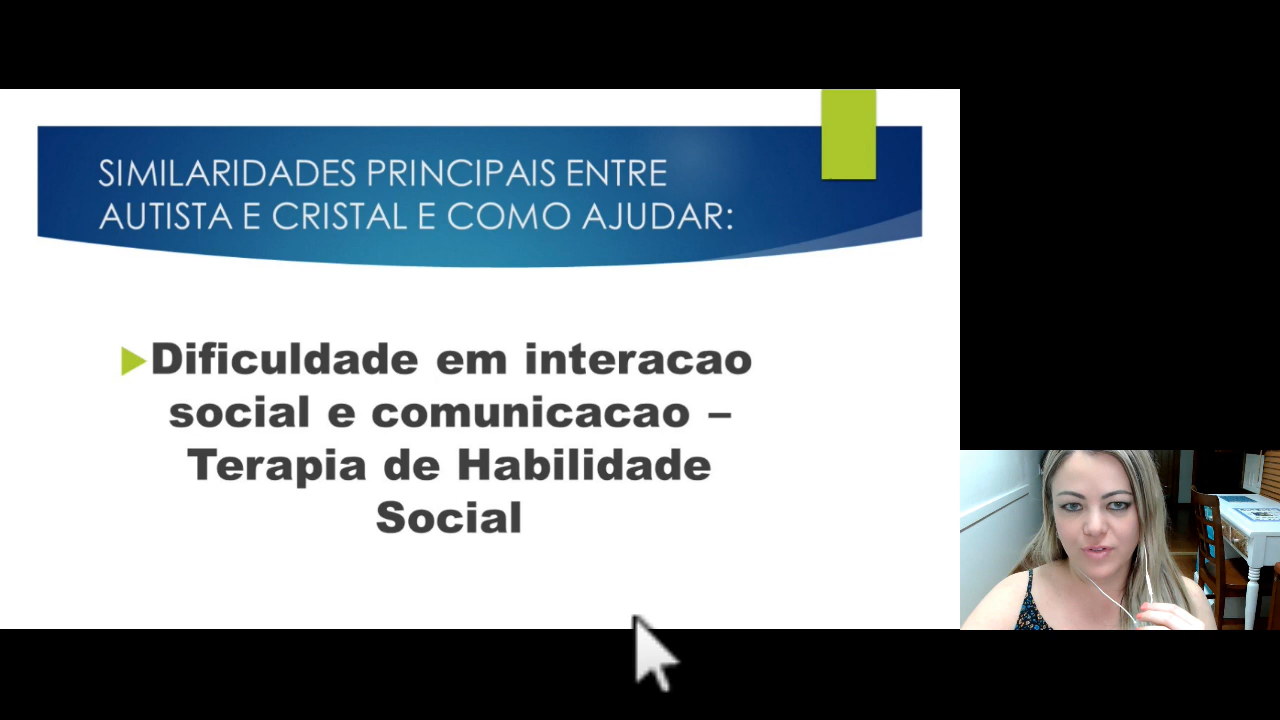 SIMILARIDADES PRINCIPAIS ENTRE
AUTISTA E CRISTAL E COMO AJUDAR:
Dificuldade em interacao
social e comunicacao –
Terapia de Habilidade
Social